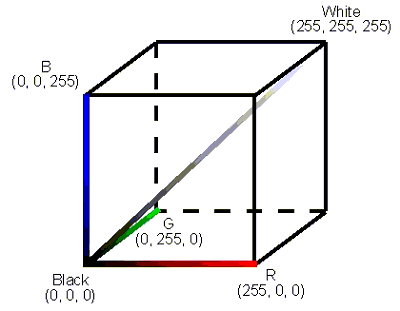 White
(255, 255, 255)
B
(0, 0, 255)
G
(0, 255, 0)
Black
(0, 0, 0)
R
(255, 0, 0)